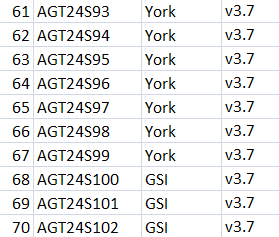 61 AGT24S93 York v3.7
62 AGT24S94 York v3.7
63 AGT24S95 York v3.7
64 AGT24S96 York v3.7
65 AGT24S97 York v3.7
66 AGT24S98 York v3.7
67 AGT24S99 York v3.7
68 AGT24S100 GSI v3.7
69 AGT24S101 GSI v3.7
70 AGT24S102 GSI v3.7